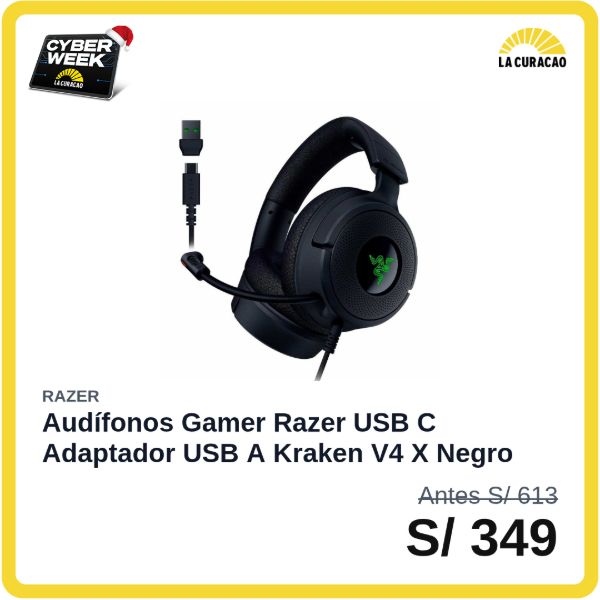 CYBER
WEEK
LA CURACAO
LA CURACAO
RAZER
Audífonos Gamer Razer USB C
Adaptador USB A Kraken V4 X Negro
Antes S/ 613
S/ 349